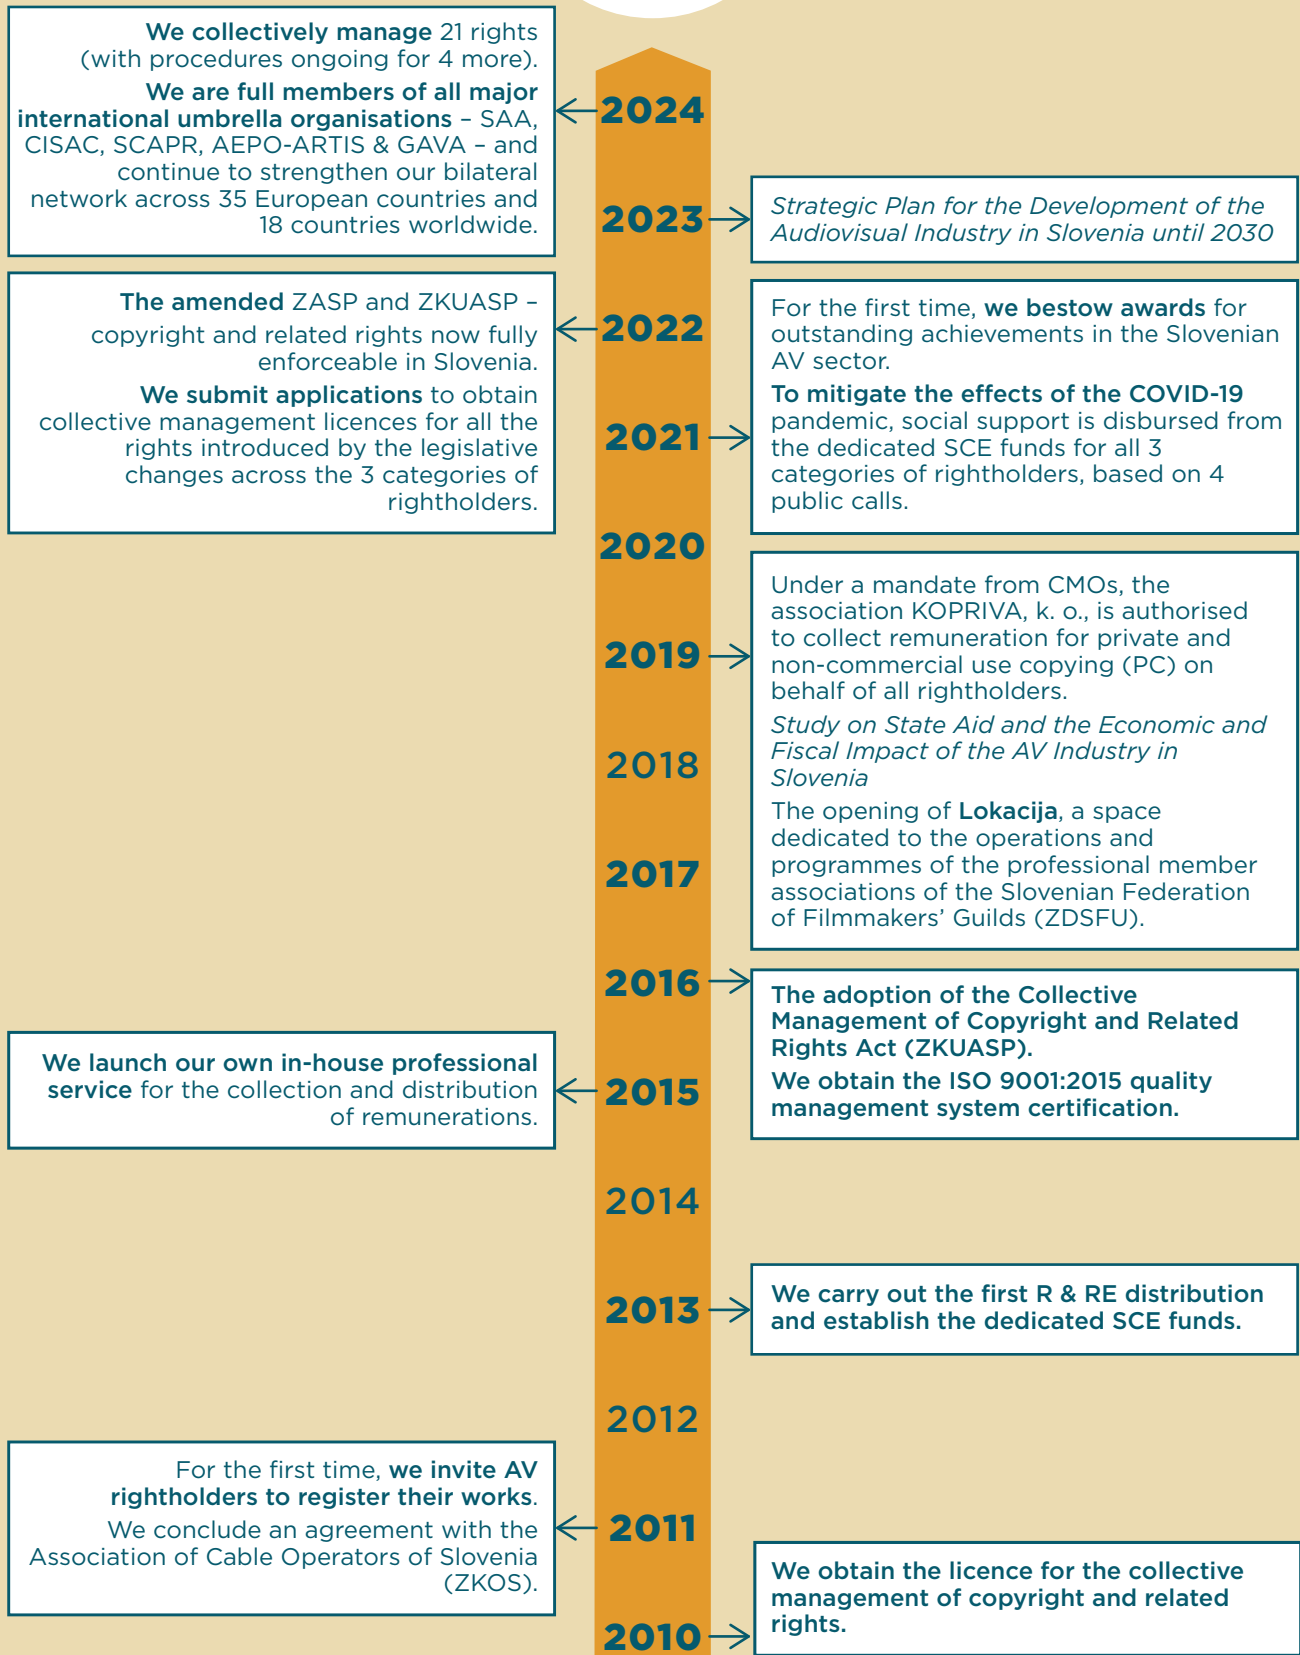 We collectively manage 21 rights
(with procedures ongoing for 4 more).
We are full members of all major
international umbrella organisations – SAA,
CISAC, SCAPR, AEPO-ARTIS & GAVA – and
continue to strengthen our bilateral
network across 35 European countries and
18 countries worldwide.
2024
2023
Strategic Plan for the Development of the
Audiovisual Industry in Slovenia until 2030
The amended ZASP and ZKUASP –
copyright and related rights now fully
enforceable in Slovenia.
We submit applications to obtain
collective management licences for all the
rights introduced by the legislative
changes across the 3 categories of
rightholders.
2022
2021
For the first time, we bestow awards for
outstanding achievements in the Slovenian
AV sector.
To mitigate the effects of the COVID-19
pandemic, social support is disbursed from
the dedicated SCE funds for all 3
categories of rightholders, based on 4
public calls.
2020
2019
Under a mandate from CMOs, the
association KOPRIVA, k. o., is authorised
to collect remuneration for private and
non-commercial use copying (PC) on
behalf of all rightholders.
Study on State Aid and the Economic and
Fiscal Impact of the AV Industry in
Slovenia
The opening of Lokacija, a space
dedicated to the operations and
programmes of the professional member
associations of the Slovenian Federation
of Filmmakers’ Guilds (ZDSFU).
2018
2017
2016
The adoption of the Collective
Management of Copyright and Related
Rights Act (ZKUASP).
We obtain the ISO 9001:2015 quality
management system certification.
We launch our own in-house professional
service for the collection and distribution
of remunerations.
2015
2014
2013
We carry out the first R & RE distribution
and establish the dedicated SCE funds.
2012
For the first time, we invite AV
rightholders to register their works.
We conclude an agreement with the
Association of Cable Operators of Slovenia
(ZKOS).
2011
2010
We obtain the licence for the collective
management of copyright and related
rights.